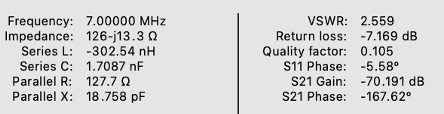 Frequency: 7.00000 MHz
Impedance: 126-j13.3 Ω
Series L: -302.54 nH
Series C: 1.7087 nF
Parallel R: 127.7 Ω
Parallel X: 18.758 pF
VSWR: 2.559
Return loss: -7.169 dB
Quality factor: 0.105
S11 Phase: -5.58°
S21 Gain: -70.191 dB
S21 Phase: -167.62°